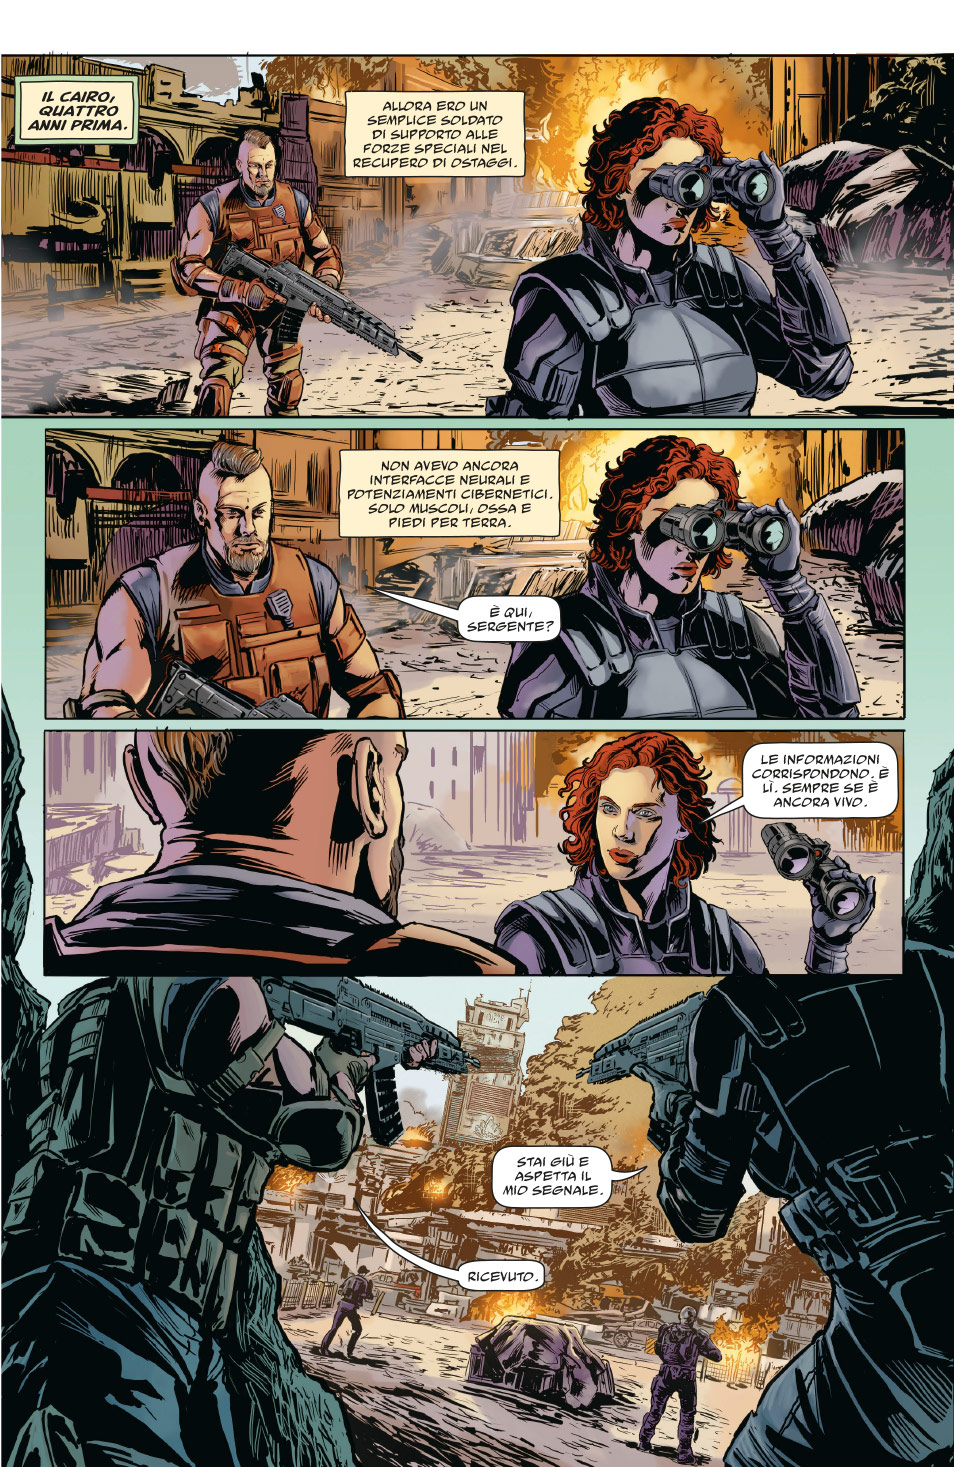 IL CAIRO,
QUATTRO
ANNI PRIMA.
ALLORA ERO UN
SEMPLICE SOLDATO
DI SUPPORTO ALLE
FORZE SPECIALI NEL
RECUPERO DI OSTAGGI.
NON AVEVO ANCORA
INTERFACCE NEURALI E
POTENZIAMENTI CIBERNETICI.
SOLO MUSCOLI, OSSA E
PIEDI PER TERRA.
È QUI,
SERGENTE?
LE INFORMAZIONI
CORRISPONDONO. È
LÌ. SEMPRE SE È
ANCORA VIVO.
STAI GIÙ E
ASPETTA IL
MIO SEGNALE.
RICEVUTO.